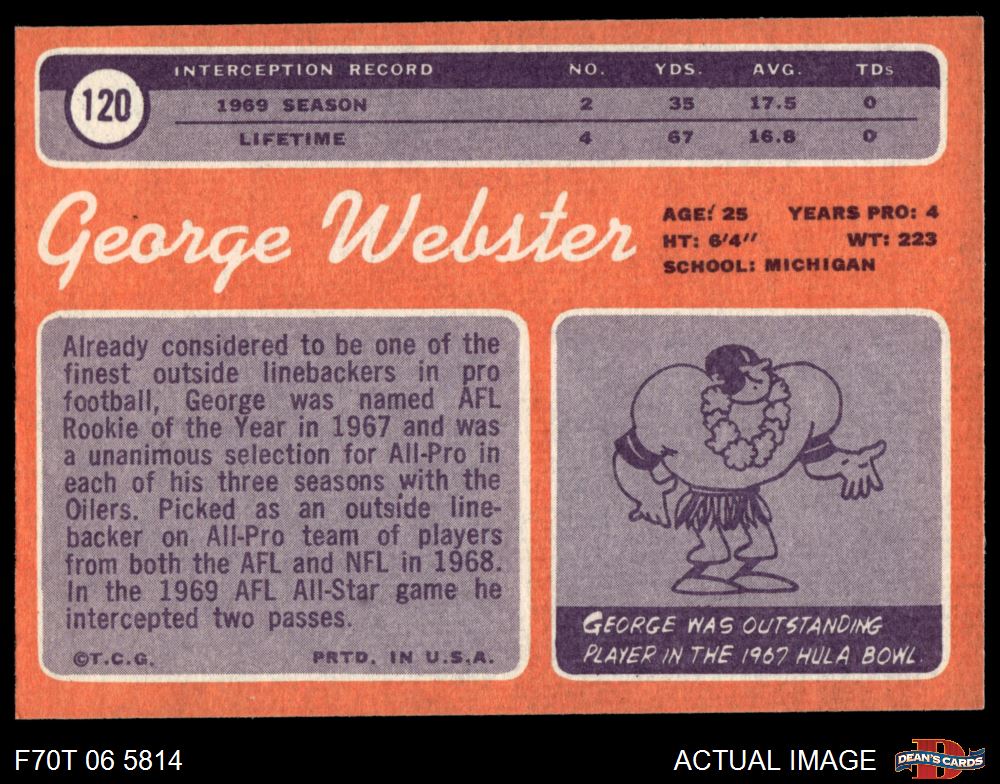 120
INTERCEPTION RECORD NO. YDS. AVG. TDs
1969 SEASON 2 35 17.5 0
LIFETIME 4 67 16.8 0
George Webster
AGE: 25 YEARS PRO: 4
HT: 6'4" WT: 223
SCHOOL: MICHIGAN
Already considered to be one of the
finest outside linebackers in pro
football, George was named AFL
Rookie of the Year in 1967 and was
a unanimous selection for All-Pro in
each of his three seasons with the
Oilers. Picked as an outside line-
backer on All-Pro team of players
from both the AFL and NFL in 1968.
In the 1969 AFL All-Star game he
intercepted two passes.
©T.C.G. PRTD. IN U.S.A.
GEORGE WAS OUTSTANDING
PLAYER IN THE 1967 HULA BOWL.
F70T 06 5814 ACTUAL IMAGE
D
DEAN'S CARDS